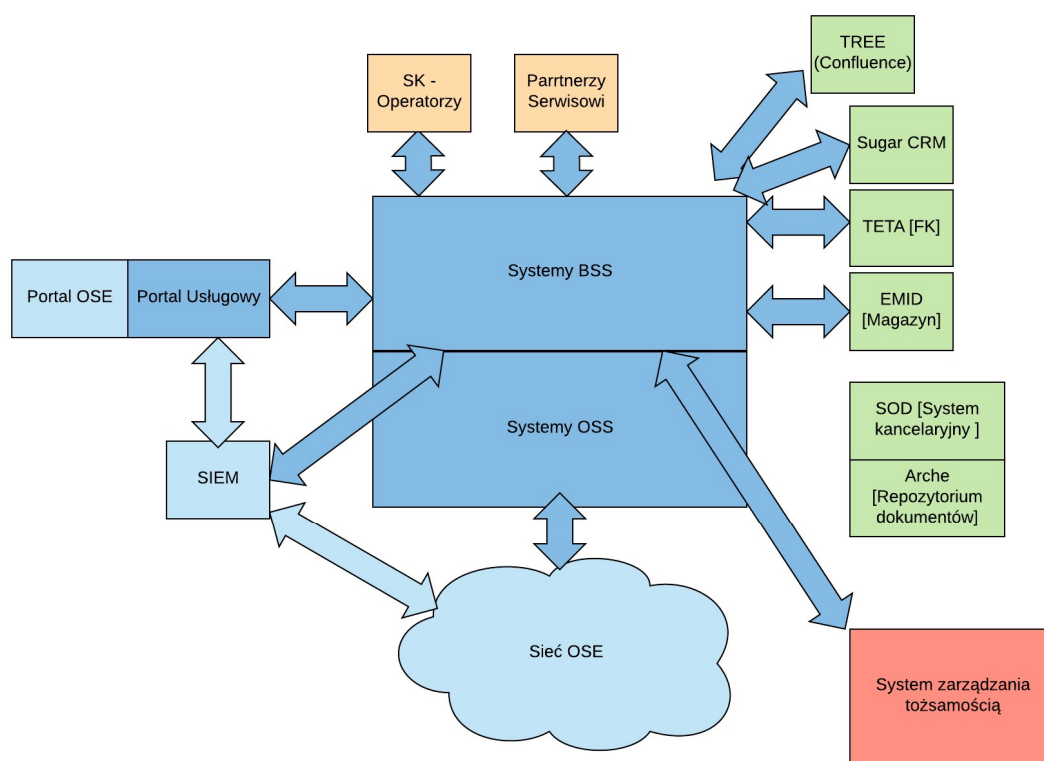 TREE
(Confluence)
SK -
Operatorzy
Parrtnerzy
Serwisowi
Sugar CRM
TETA [FK]
Systemy BSS
Portal OSE
Portal Usługowy
EMID
[Magazyn]
SOD [System
kancelaryjny ]
Systemy OSS
SIEM
Arche
[Repozytorium
dokumentów]
Sieć OSE
System zarządzania
tożsamością